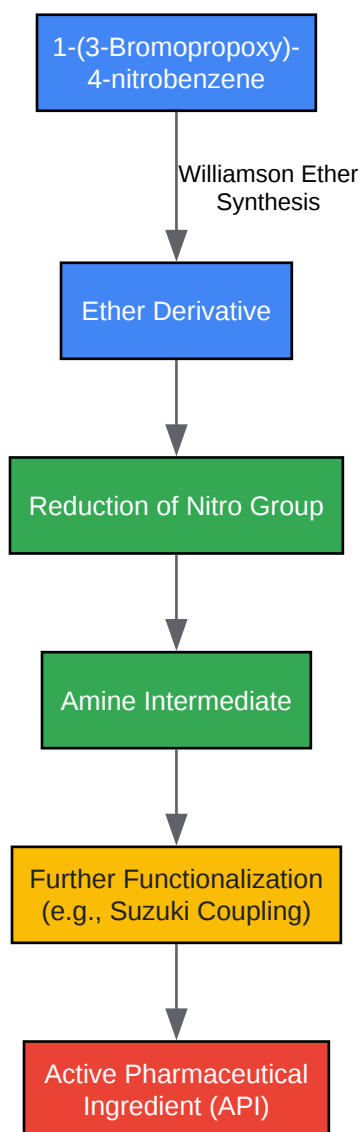 1-(3-Bromopropoxy)-
4-nitrobenzene
Williamson Ether
Synthesis
Ether Derivative
Reduction of Nitro Group
Amine Intermediate
Further Functionalization
(e.g., Suzuki Coupling)
Active Pharmaceutical
Ingredient (API)